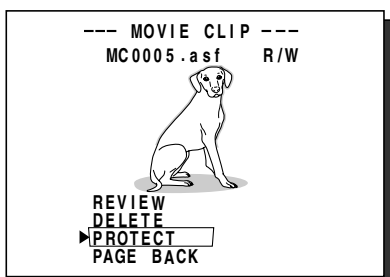 --- MOVIE CLIP ---
MC0005.asf R/W
REVIEW
DELETE
PROTECT
PAGE BACK